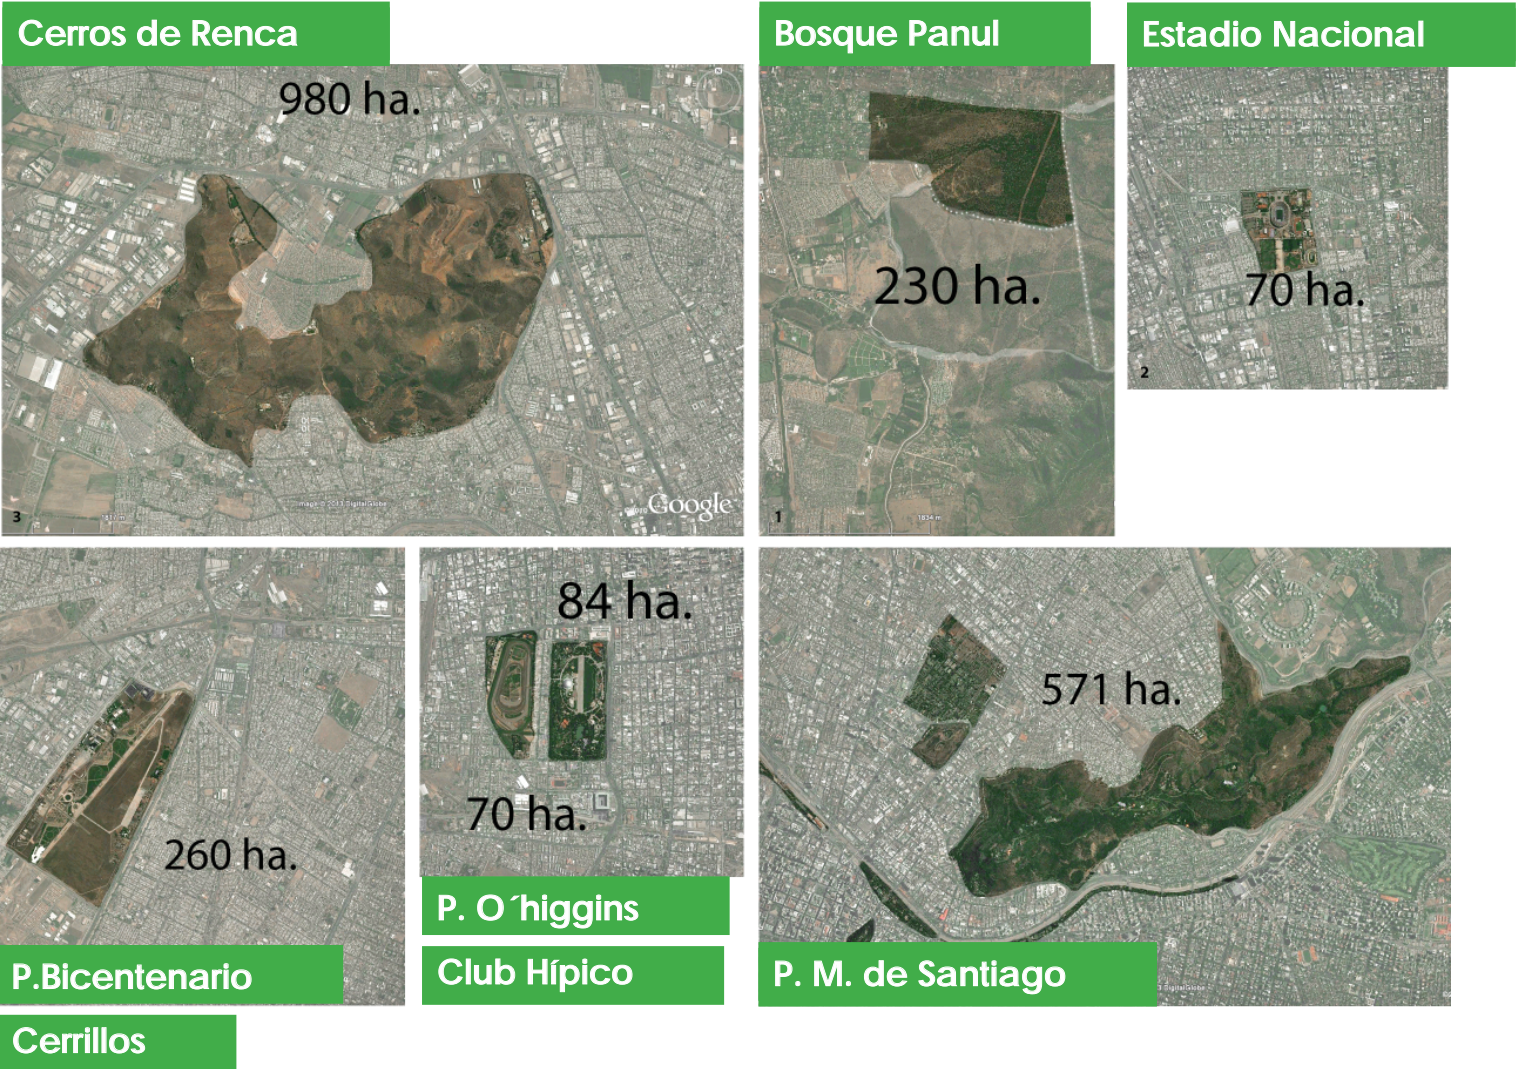 Cerros de Renca
980 ha.
Google
3
Bosque Panul
230 ha.
1
1834 m
Estadio Nacional
70 ha.
2
260 ha.
P.Bicentenario
Cerrillos
84 ha.
70 ha.
P. O´higgins
Club Hípico
571 ha.
P. M. de Santiago